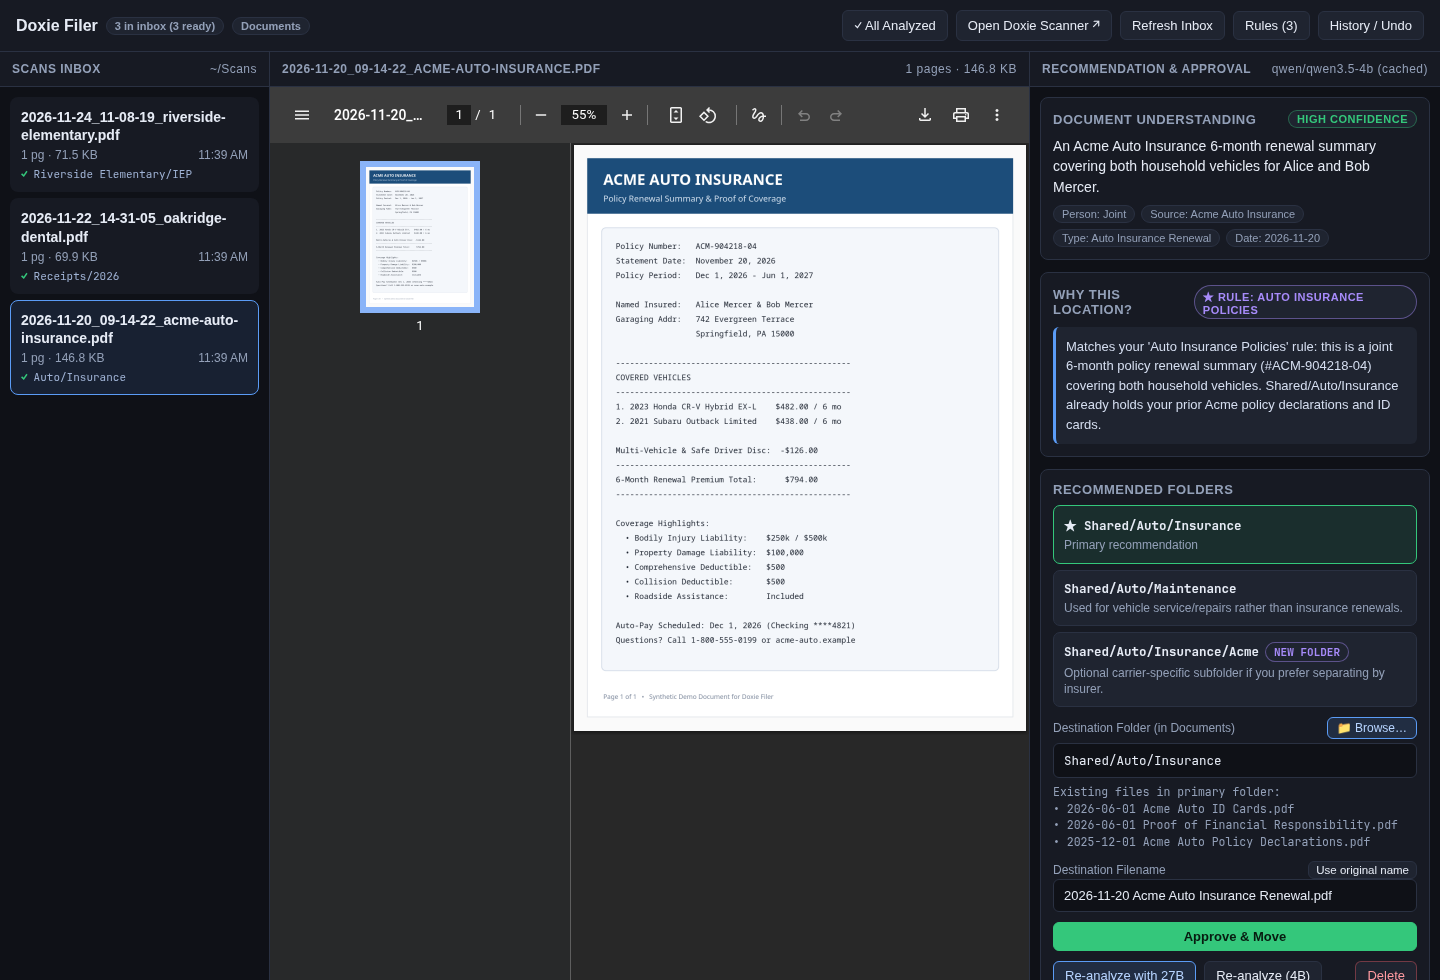 Doxie Filer
3 in inbox (3 ready)
Documents
✓ All Analyzed
Open Doxie Scanner ↗
Refresh Inbox
Rules (3)
History / Undo
SCANS INBOX
~/Scans
2026-11-24_11-08-19_riverside-
elementary.pdf
1 pg · 71.5 KB
11:39 AM
✓ Riverside Elementary/IEP
2026-11-22_14-31-05_oakridge-
dental.pdf
1 pg · 69.9 KB
11:39 AM
✓ Receipts/2026
2026-11-20_09-14-22_acme-auto-
insurance.pdf
1 pg · 146.8 KB
11:39 AM
✓ Auto/Insurance
2026-11-20_09-14-22_ACME-AUTO-INSURANCE.PDF
1 pages · 146.8 KB
2026-11-20_...
1 / 1
55%
1
ACME AUTO INSURANCE
Policy Renewal Summary & Proof of Coverage
Policy Number: ACM-904218-04
Statement Date: November 20, 2026
Policy Period: Dec 1, 2026 - Jun 1, 2027
Named Insured: Alice Mercer & Bob Mercer
Garaging Addr: 742 Evergreen Terrace
Springfield, PA 15000
--------------------------------------------------
COVERED VEHICLES
--------------------------------------------------
1. 2023 Honda CR-V Hybrid EX-L $482.00 / 6 mo
2. 2021 Subaru Outback Limited $438.00 / 6 mo
Multi-Vehicle & Safe Driver Disc: -$126.00
--------------------------------------------------
6-Month Renewal Premium Total: $794.00
--------------------------------------------------
Coverage Highlights:
• Bodily Injury Liability: $250k / $500k
• Property Damage Liability: $100,000
• Comprehensive Deductible: $500
• Collision Deductible: $500
• Roadside Assistance: Included
Auto-Pay Scheduled: Dec 1, 2026 (Checking ****4821)
Questions? Call 1-800-555-0199 or acme-auto.example
Page 1 of 1 • Synthetic Demo Document for Doxie Filer
RECOMMENDATION & APPROVAL
qwen/qwen3.5-4b (cached)
DOCUMENT UNDERSTANDING
HIGH CONFIDENCE
An Acme Auto Insurance 6-month renewal summary
covering both household vehicles for Alice and Bob
Mercer.
Person: Joint
Source: Acme Auto Insurance
Type: Auto Insurance Renewal
Date: 2026-11-20
WHY THIS
LOCATION?
★ RULE: AUTO INSURANCE
POLICIES
Matches your 'Auto Insurance Policies' rule: this is a joint
6-month policy renewal summary (#ACM-904218-04)
covering both household vehicles. Shared/Auto/Insurance
already holds your prior Acme policy declarations and ID
cards.
RECOMMENDED FOLDERS
★ Shared/Auto/Insurance
Primary recommendation
Shared/Auto/Maintenance
Used for vehicle service/repairs rather than insurance renewals.
Shared/Auto/Insurance/Acme
NEW FOLDER
Optional carrier-specific subfolder if you prefer separating by
insurer.
Destination Folder (in Documents)
📁 Browse…
Shared/Auto/Insurance
Existing files in primary folder:
• 2026-06-01 Acme Auto ID Cards.pdf
• 2026-06-01 Proof of Financial Responsibility.pdf
• 2025-12-01 Acme Auto Policy Declarations.pdf
Destination Filename
Use original name
2026-11-20 Acme Auto Insurance Renewal.pdf
Approve & Move
Re-analyze with 27B
Re-analyze (4B)
Delete